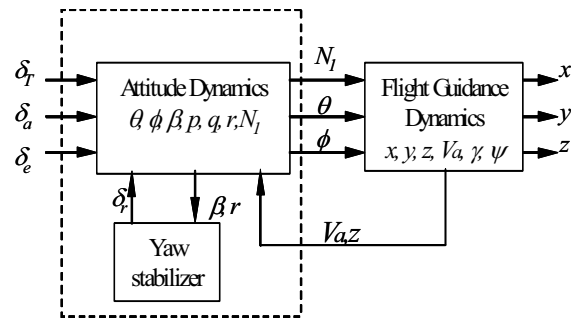 δT
δa
δe
Attitude Dynamics
θ, ϕ, β, p, q, r, N1
N1
θ
ϕ
Flight Guidance
Dynamics
x, y, z, Va, γ, ψ
x
y
z
δr
β, r
Va, z
Yaw
stabilizer